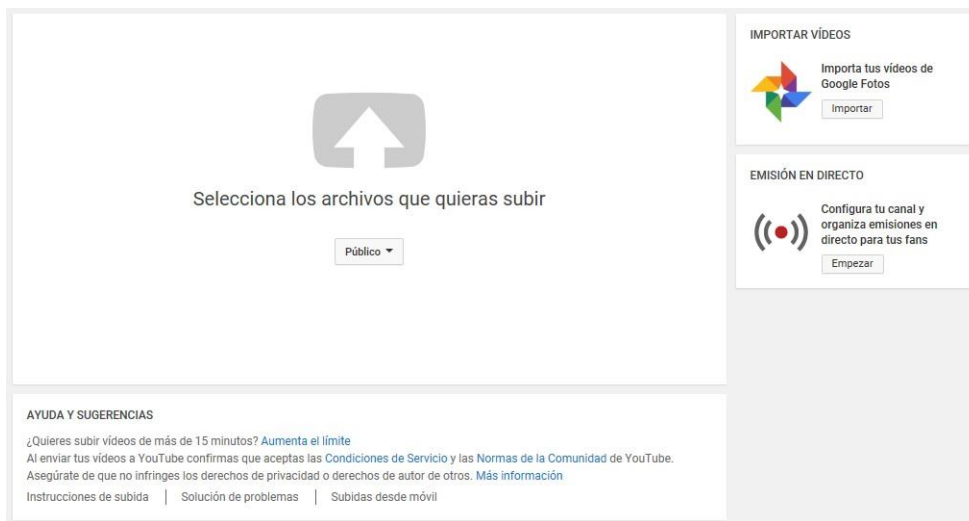 Selecciona los archivos que quieras subir
Público
IMPORTAR VÍDEOS
Importa tus vídeos de
Google Fotos
Importar
EMISIÓN EN DIRECTO
Configura tu canal y
organiza emisiones en
directo para tus fans
Empezar
AYUDA Y SUGERENCIAS
¿Quieres subir vídeos de más de 15 minutos? Aumenta el límite
Al enviar tus vídeos a YouTube confirmas que aceptas las Condiciones de Servicio y las Normas de la Comunidad de YouTube.
Asegúrate de que no infringes los derechos de privacidad o derechos de autor de otros. Más información
Instrucciones de subida | Solución de problemas | Subidas desde móvil